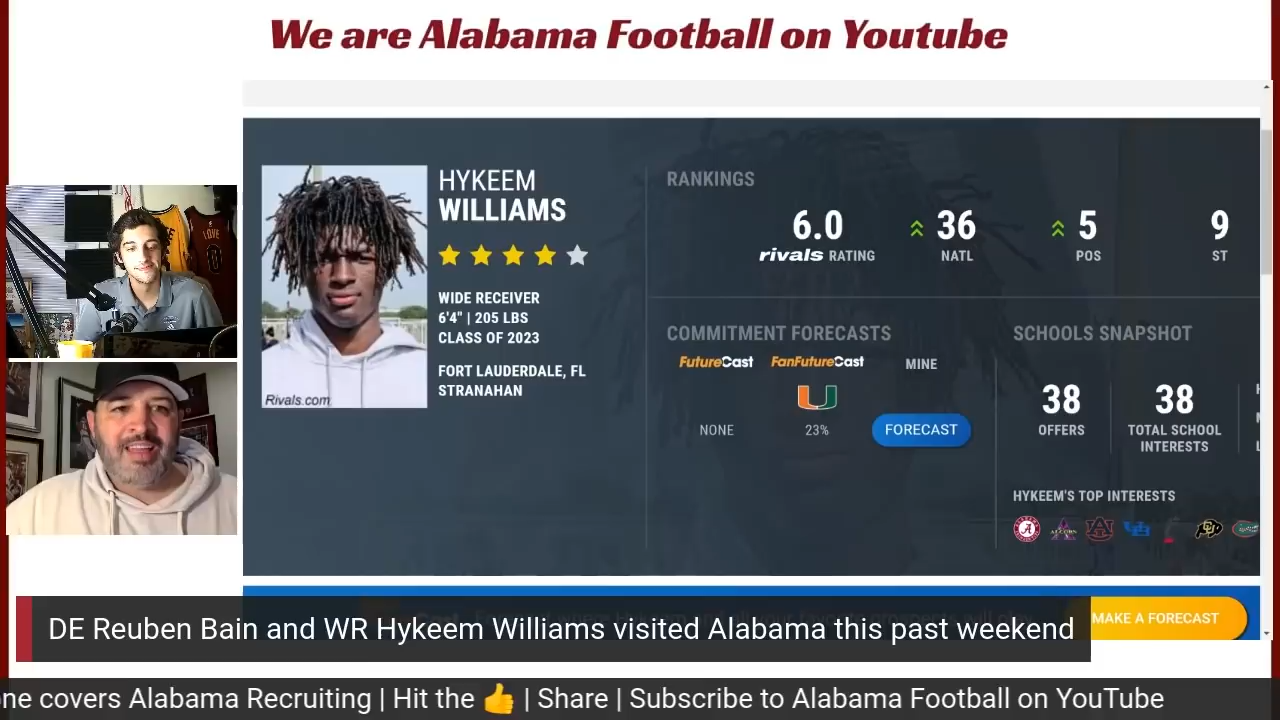 We are Alabama Football on Youtube
HYKEEM
WILLIAMS
WIDE RECEIVER
6'4" | 205 LBS
CLASS OF 2023
FORT LAUDERDALE, FL
STRANAHAN
Rivals.com
RANKINGS
6.0
rivals RATING
36
NATL
5
POS
9
ST
COMMITMENT FORECASTS
FutureCast
FanFutureCast
MINE
NONE
23%
FORECAST
SCHOOLS SNAPSHOT
38
OFFERS
38
TOTAL SCHOOL
INTERESTS
HYKEEM'S TOP INTERESTS
LOVE
MAKE A FORECAST
DE Reuben Bain and WR Hykeem Williams visited Alabama this past weekend
ne covers Alabama Recruiting | Hit the 👍 | Share | Subscribe to Alabama Football on YouTube